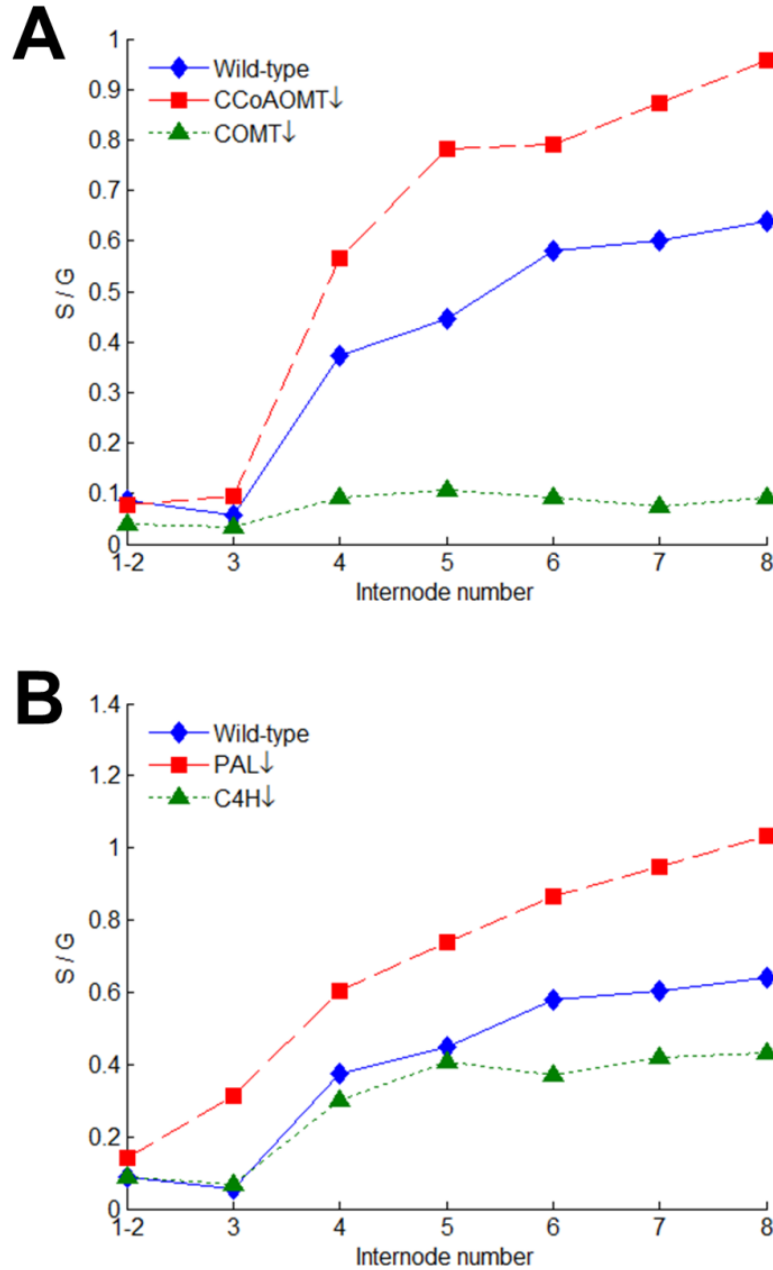 A
1
0.9
0.8
0.7
0.6
0.5
0.4
0.3
0.2
0.1
0
S / G
Wild-type
CCoAOMT↓
COMT↓
1-2 3 4 5 6 7 8
Internode number
B
1.4
1.2
1
0.8
0.6
0.4
0.2
0
S / G
Wild-type
PAL↓
C4H↓
1-2 3 4 5 6 7 8
Internode number